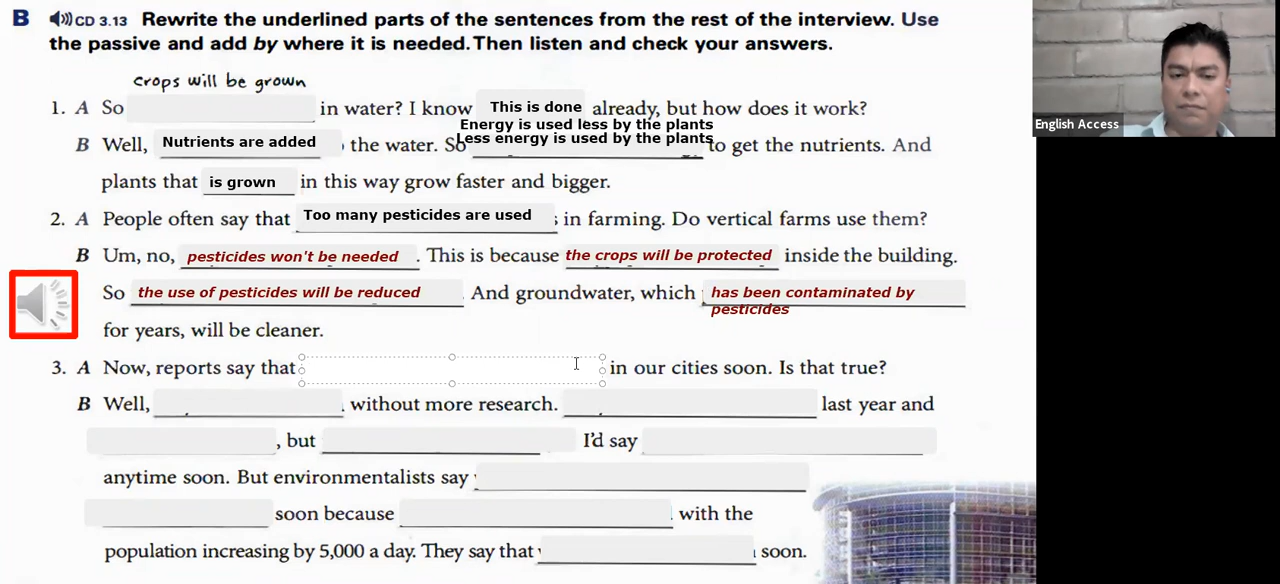 B CD 3.13 Rewrite the underlined parts of the sentences from the rest of the interview. Use
the passive and add by where it is needed. Then listen and check your answers.
crops will be grown
1. A So in water? I know This is done already, but how does it work?
Energy is used less by the plants
Less energy is used by the plants
B Well, Nutrients are added the water. So to get the nutrients. And
plants that is grown in this way grow faster and bigger.
2. A People often say that Too many pesticides are used in farming. Do vertical farms use them?
B Um, no, pesticides won't be needed. This is because the crops will be protected inside the building.
So the use of pesticides will be reduced And groundwater, which has been contaminated by
pesticides
for years, will be cleaner.
3. A Now, reports say that in our cities soon. Is that true?
B Well, without more research. last year and
, but I'd say
anytime soon. But environmentalists say
soon because with the
population increasing by 5,000 a day. They say that soon.
English Access